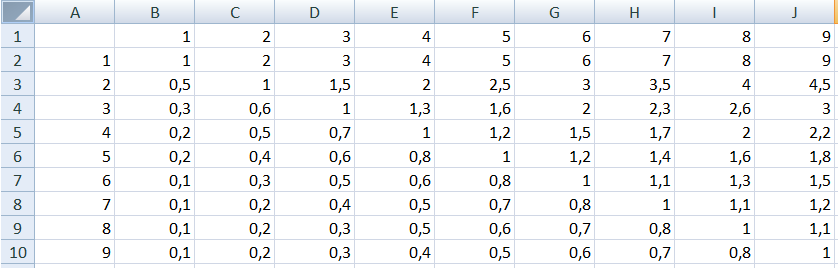 A B C D E F G H I J
1 1 2 3 4 5 6 7 8 9
2 1 1 2 3 4 5 6 7 8 9
3 2 0,5 1 1,5 2 2,5 3 3,5 4 4,5
4 3 0,3 0,6 1 1,3 1,6 2 2,3 2,6 3
5 4 0,2 0,5 0,7 1 1,2 1,5 1,7 2 2,2
6 5 0,2 0,4 0,6 0,8 1 1,2 1,4 1,6 1,8
7 6 0,1 0,3 0,5 0,6 0,8 1 1,1 1,3 1,5
8 7 0,1 0,2 0,4 0,5 0,7 0,8 1 1,1 1,2
9 8 0,1 0,2 0,3 0,5 0,6 0,7 0,8 1 1,1
10 9 0,1 0,2 0,3 0,4 0,5 0,6 0,7 0,8 1